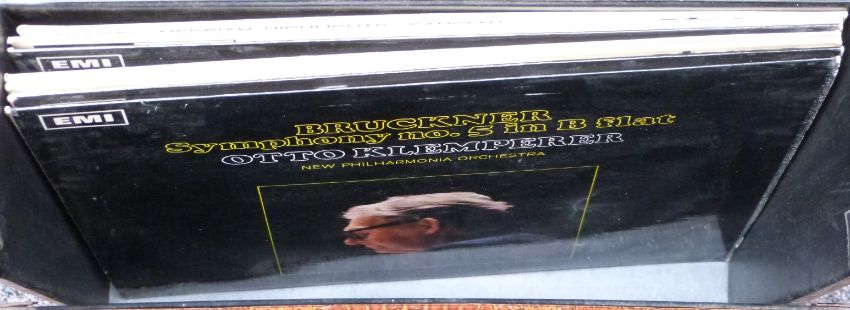 EMI
EMI
BRUCKNER
Symphony no. 5 in B flat
OTTO KLEMPERER
NEW PHILHARMONIA ORCHESTRA